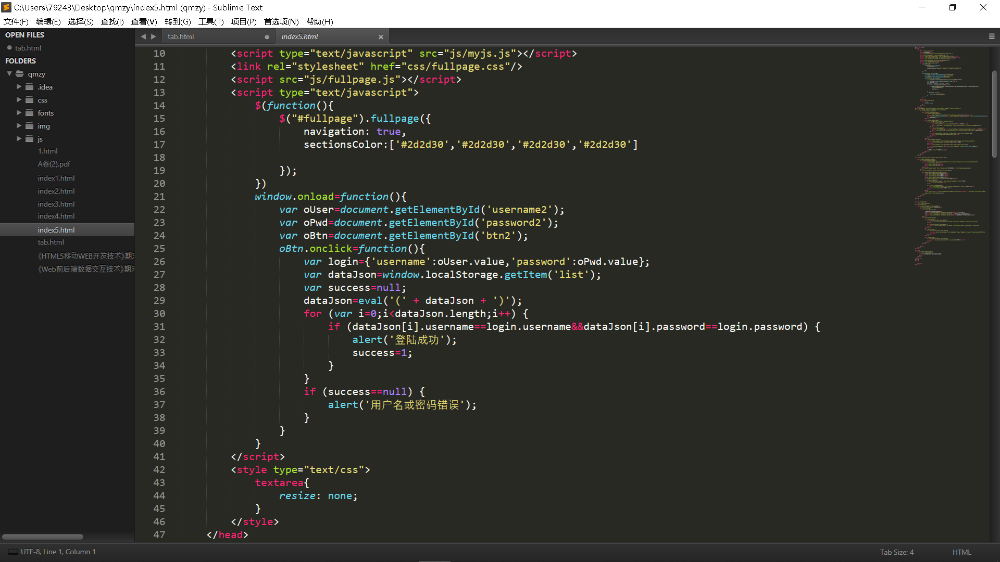 C:\Users\79243\Desktop\qmzy\index5.html (qmzy) - Sublime Text
文件(F) 编辑(E) 选择(S) 查找(I) 查看(V) 转到(G) 工具(T) 项目(P) 首选项(N) 帮助(H)
OPEN FILES
tab.html
FOLDERS
qmzy
.idea
css
fonts
img
js
1.html
A卷(2).pdf
index1.html
index2.html
index3.html
index4.html
index5.html
tab.html
《HTML5移动WEB开发技术》期
《Web前后端数据交互技术》期
tab.html index5.html
10 <script type="text/javascript" src="js/myjs.js"></script>
11 <link rel="stylesheet" href="css/fullpage.css"/>
12 <script src="js/fullpage.js"></script>
13 <script type="text/javascript">
14 $(function(){
15 $("#fullpage").fullpage({
16 navigation: true,
17 sectionsColor:['#2d2d30','#2d2d30','#2d2d30','#2d2d30']
18
19 });
20 })
21 window.onload=function(){
22 var oUser=document.getElementById('username2');
23 var oPwd=document.getElementById('password2');
24 var oBtn=document.getElementById('btn2');
25 oBtn.onclick=function(){
26 var login={'username':oUser.value,'password':oPwd.value};
27 var dataJson=window.localStorage.getItem('list');
28 var success=null;
29 dataJson=eval('(' + dataJson + ')');
30 for (var i=0;i<dataJson.length;i++) {
31 if (dataJson[i].username==login.username&&dataJson[i].password==login.password) {
32 alert('登陆成功');
33 success=1;
34 }
35 }
36 if (success==null) {
37 alert('用户名或密码错误');
38 }
39 }
40 }
41 </script>
42 <style type="text/css">
43 textarea{
44 resize: none;
45 }
46 </style>
47 </head>
UTF-8, Line 1, Column 1 Tab Size: 4 HTML